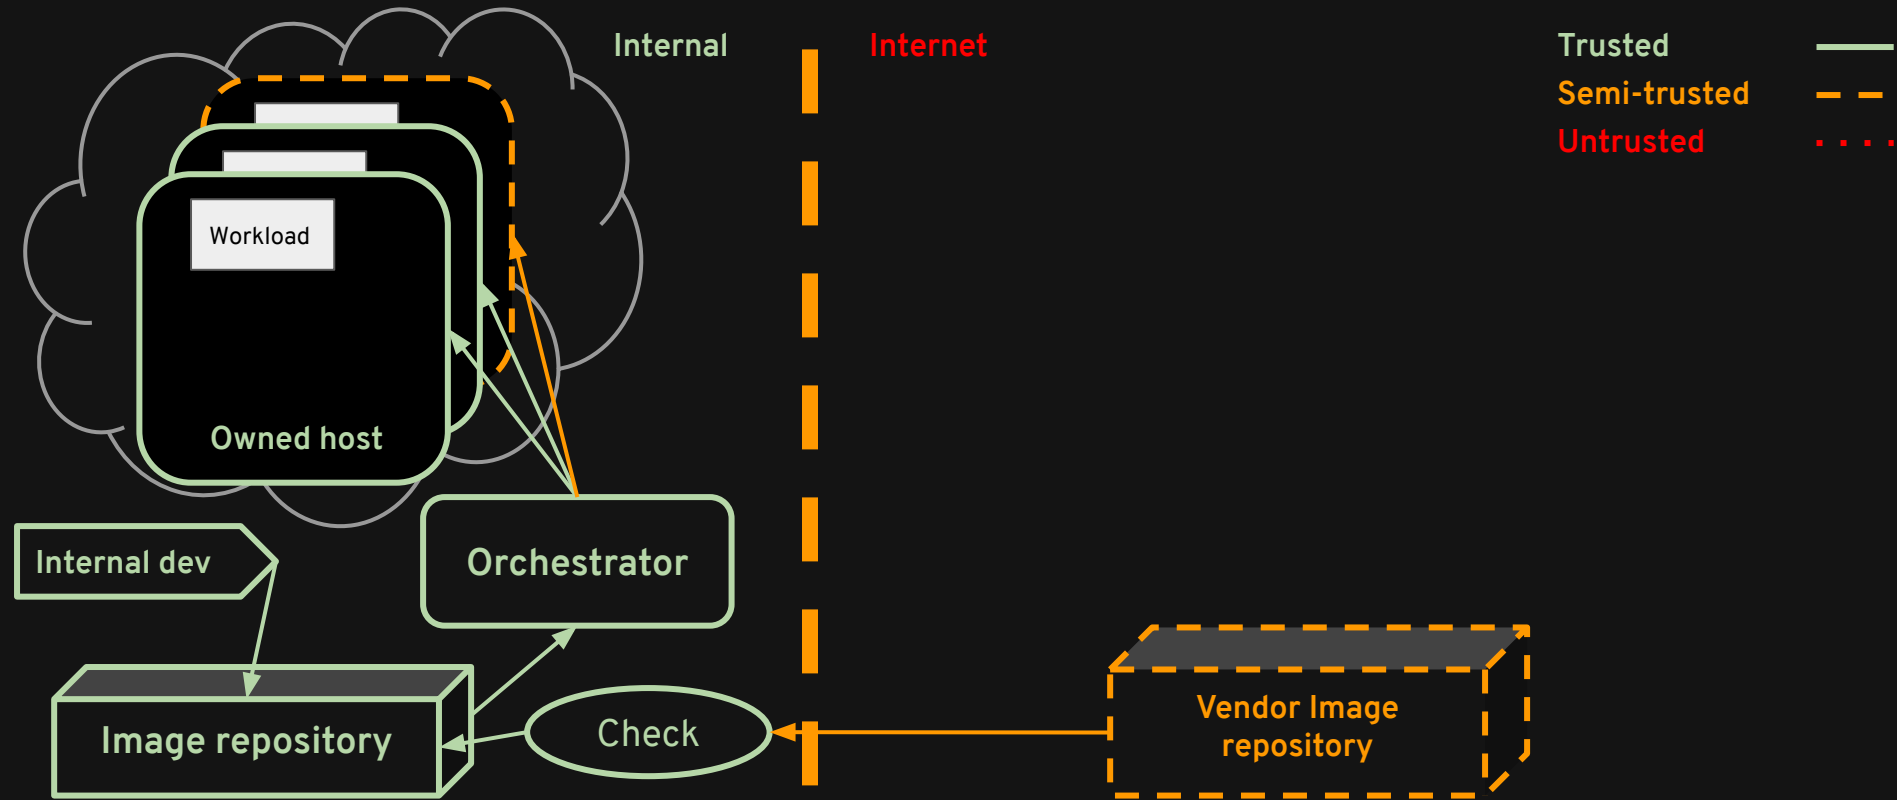 Internal
Internet
Trusted
Semi-trusted
Untrusted
Workload
Owned host
Internal dev
Orchestrator
Image repository
Check
Vendor Image
repository